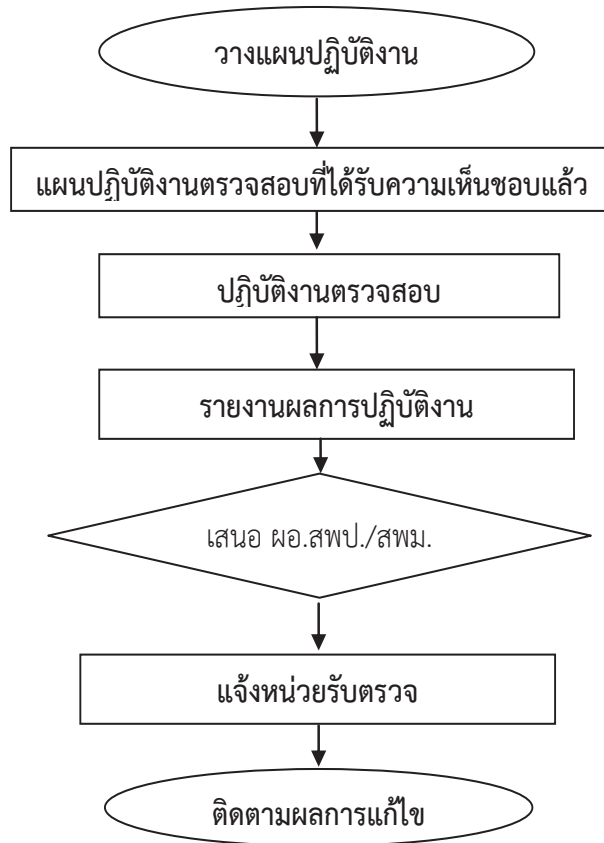 วางแผนปฏิบัติงาน
แผนปฏิบัติงานตรวจสอบที่ได้รับความเห็นชอบแล้ว
ปฏิบัติงานตรวจสอบ
รายงานผลการปฏิบัติงาน
เสนอ ผอ.สพป./สพม.
แจ้งหน่วยรับตรวจ
ติดตามผลการแก้ไข